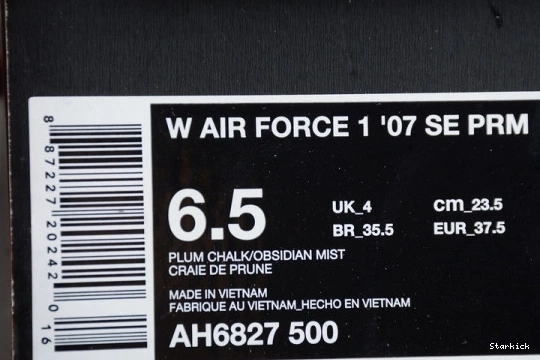 W AIR FORCE 1 '07 SE PRM
6.5
UK_4 cm_23.5
BR_35.5 EUR_37.5
PLUM CHALK/OBSIDIAN MIST
CRAIE DE PRUNE
MADE IN VIETNAM
FABRIQUE AU VIETNAM_HECHO EN VIETNAM
AH6827 500
8 87227 20242 0 16
Starkick